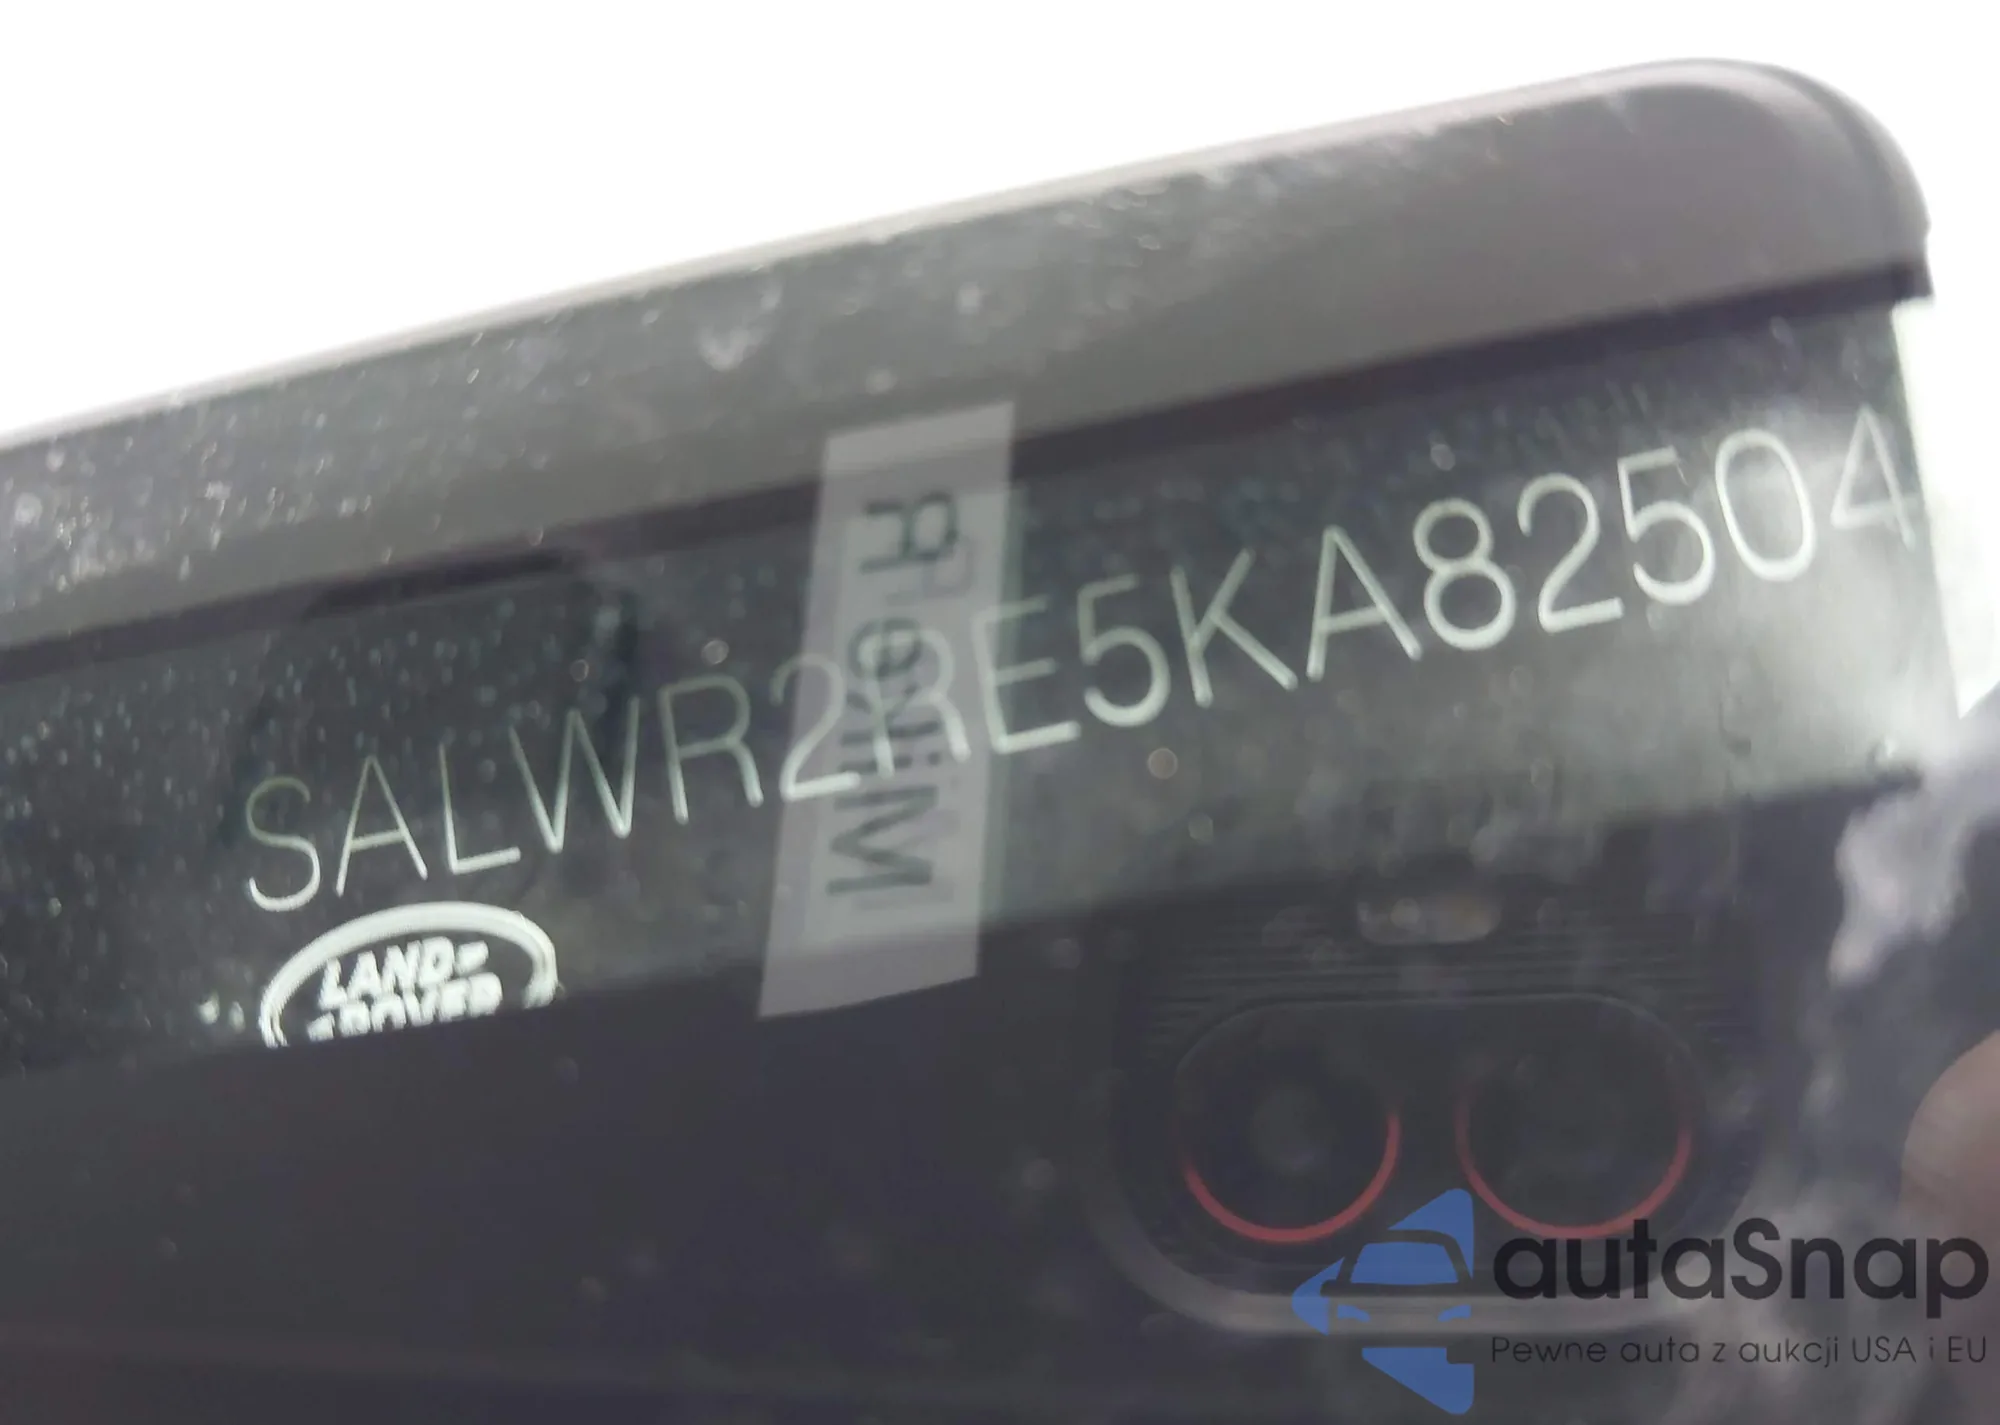 SALWR2RE5KA82504
LAND-
-ROVER
autaSnap
Pewne auta z aukcji USA i EU